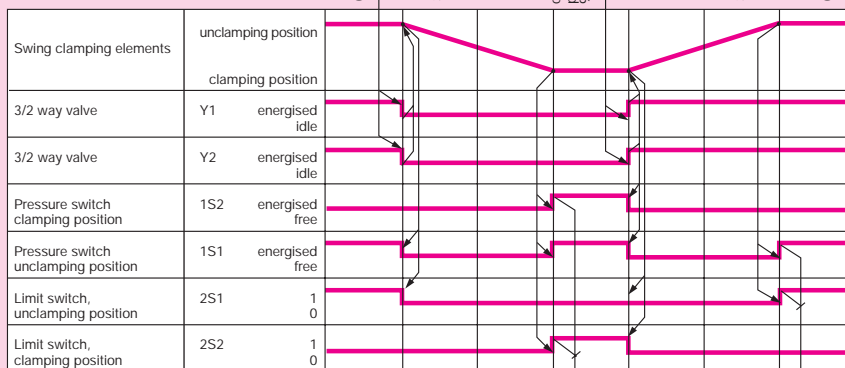 Swing clamping elements
unclamping position
clamping position
3/2 way valve Y1 energised
idle
3/2 way valve Y2 energised
idle
Pressure switch 1S2 energised
clamping position free
Pressure switch 1S1 energised
unclamping position free
Limit switch, 2S1 1
unclamping position 0
Limit switch, 2S2 1
clamping position 0